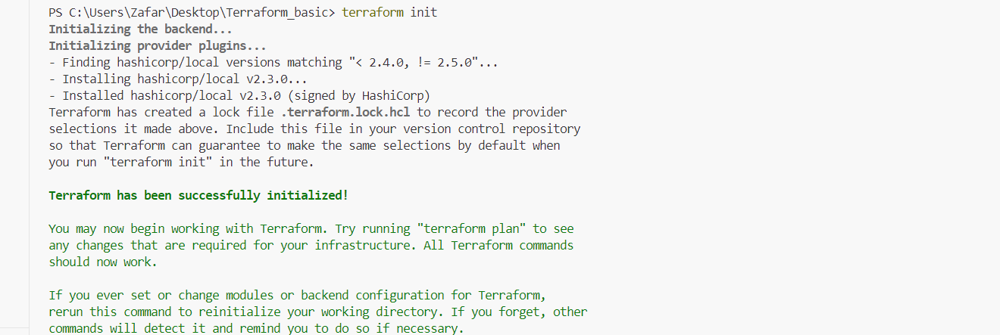 PS C:\Users\Zafar\Desktop\Terraform_basic> terraform init
Initializing the backend...
Initializing provider plugins...
- Finding hashicorp/local versions matching "< 2.4.0, != 2.5.0"...
- Installing hashicorp/local v2.3.0...
- Installed hashicorp/local v2.3.0 (signed by HashiCorp)
Terraform has created a lock file .terraform.lock.hcl to record the provider
selections it made above. Include this file in your version control repository
so that Terraform can guarantee to make the same selections by default when
you run "terraform init" in the future.
Terraform has been successfully initialized!
You may now begin working with Terraform. Try running "terraform plan" to see
any changes that are required for your infrastructure. All Terraform commands
should now work.
If you ever set or change modules or backend configuration for Terraform,
rerun this command to reinitialize your working directory. If you forget, other
commands will detect it and remind you to do so if necessary.